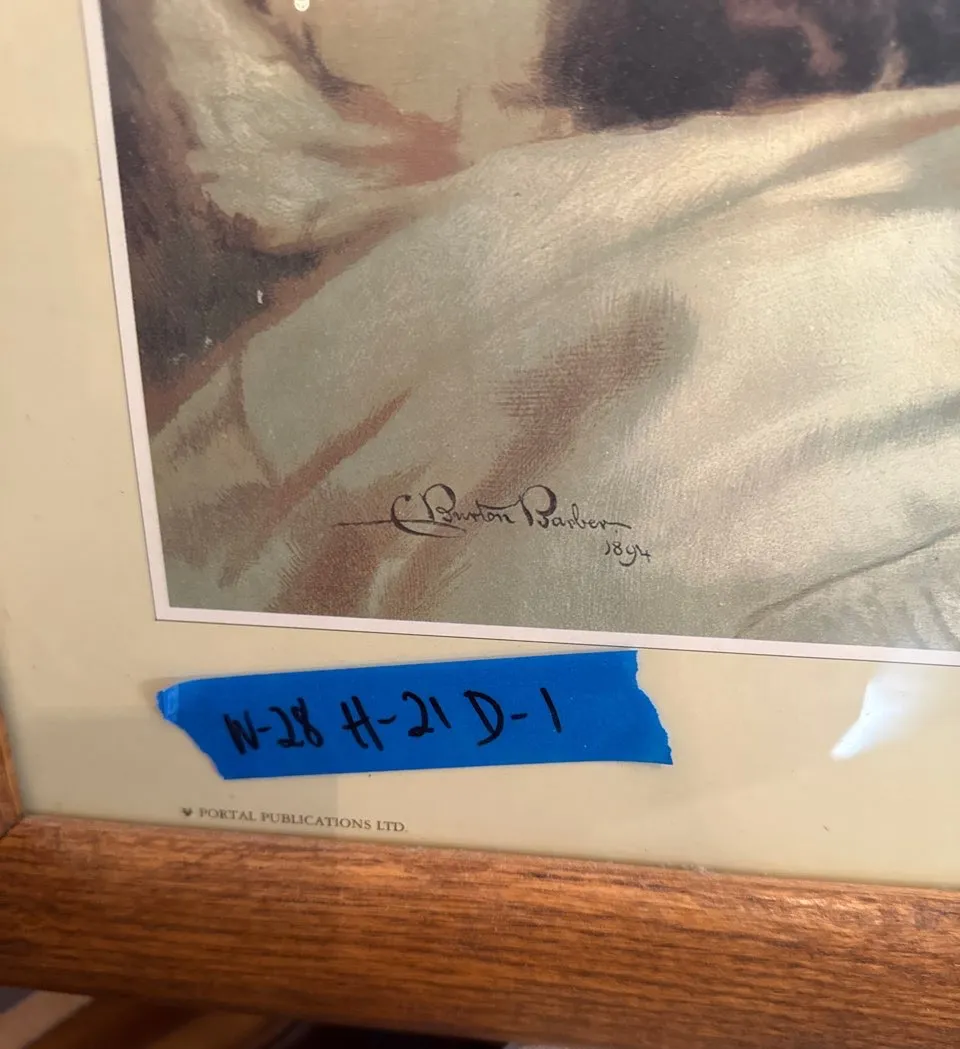 C Burton Barber
1894
W-28 H-21 D-1
PORTAL PUBLICATIONS LTD.